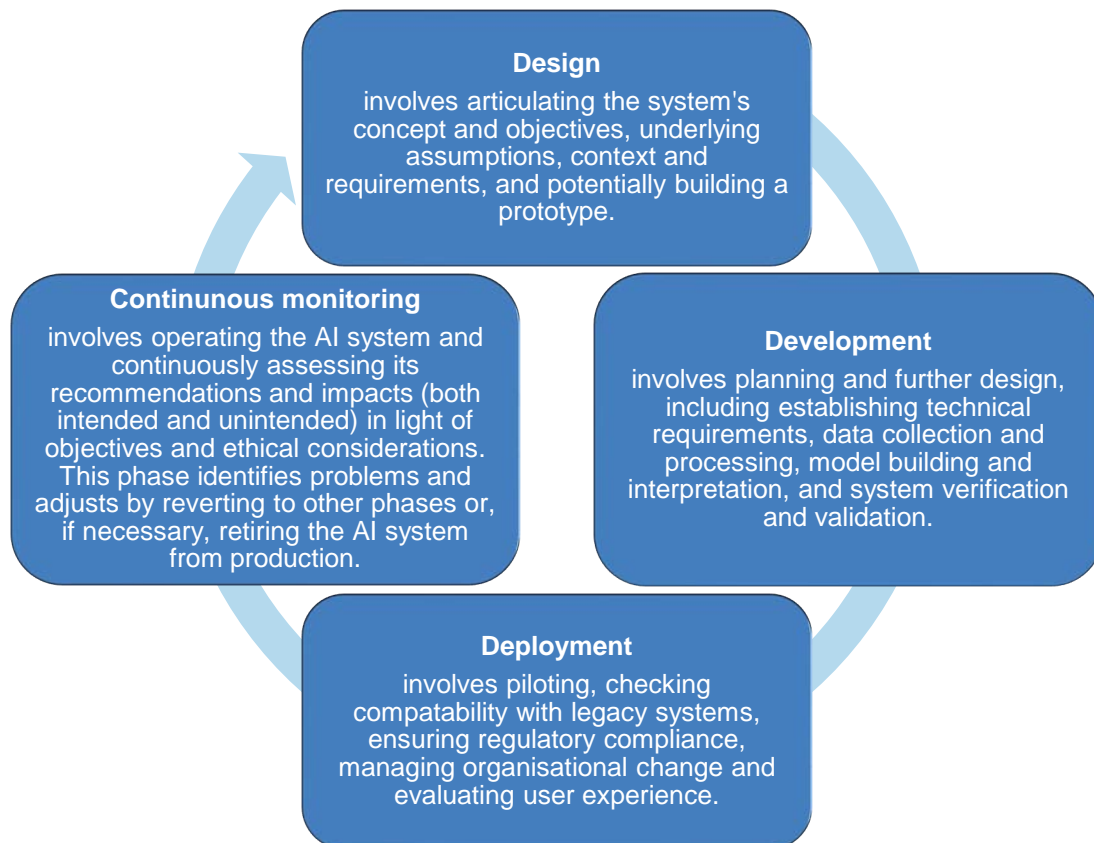 Design
involves articulating the system's
concept and objectives, underlying
assumptions, context and
requirements, and potentially building a
prototype.
Development
involves planning and further design,
including establishing technical
requirements, data collection and
processing, model building and
interpretation, and system verification
and validation.
Deployment
involves piloting, checking
compatability with legacy systems,
ensuring regulatory compliance,
managing organisational change and
evaluating user experience.
Continunous monitoring
involves operating the AI system and
continuously assessing its
recommendations and impacts (both
intended and unintended) in light of
objectives and ethical considerations.
This phase identifies problems and
adjusts by reverting to other phases or,
if necessary, retiring the AI system
from production.